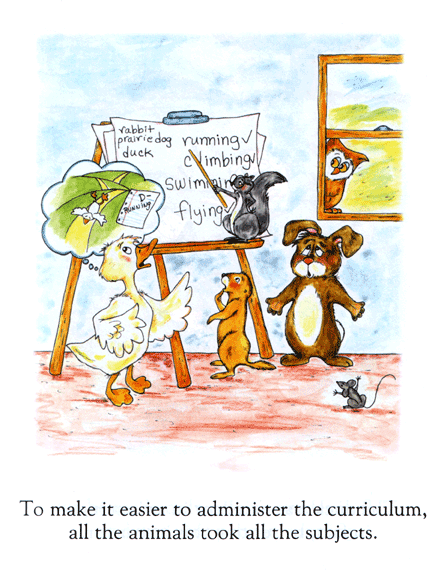 rabbit
prairie dog
duck
running✓
climbing✓
swimming
flying✓
D-
RUNNING
To make it easier to administer the curriculum,
all the animals took all the subjects.